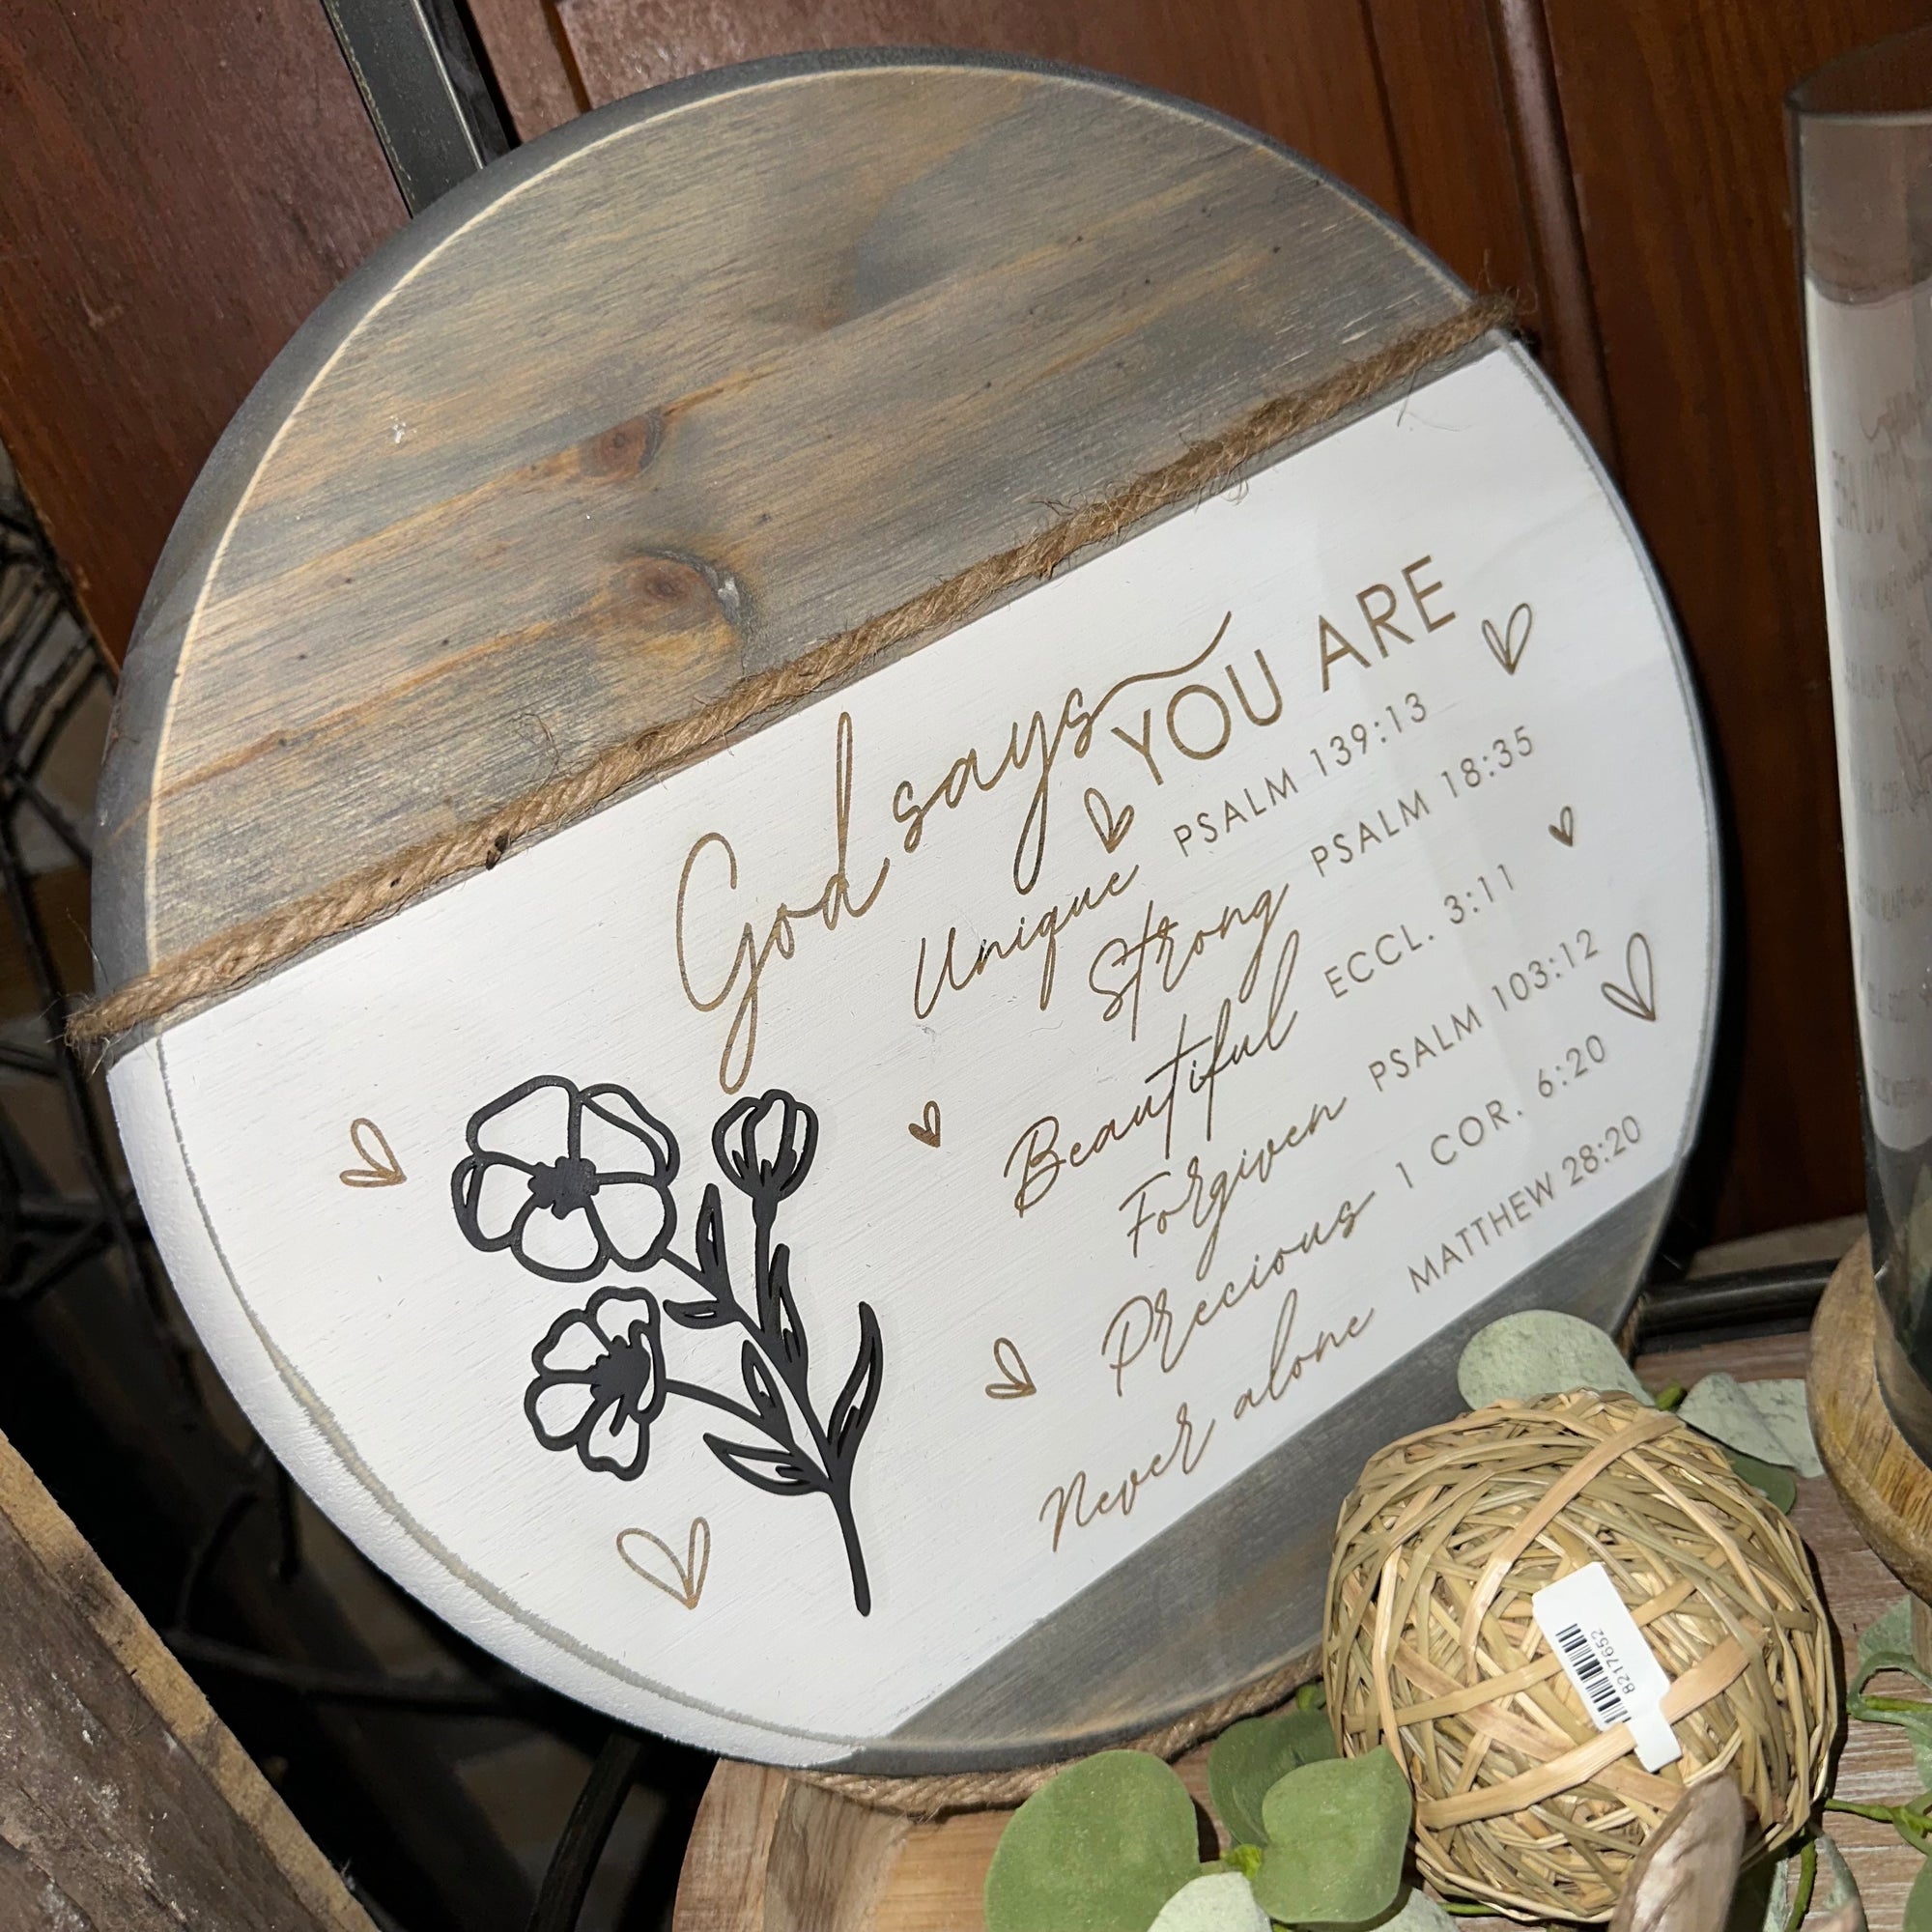 God says YOU ARE
Unique PSALM 139:13
Strong PSALM 18:35
Beautiful ECCL. 3:11
Forgiven PSALM 103:12
Precious 1 COR. 6:20
Never alone MATTHEW 28:20
8217652